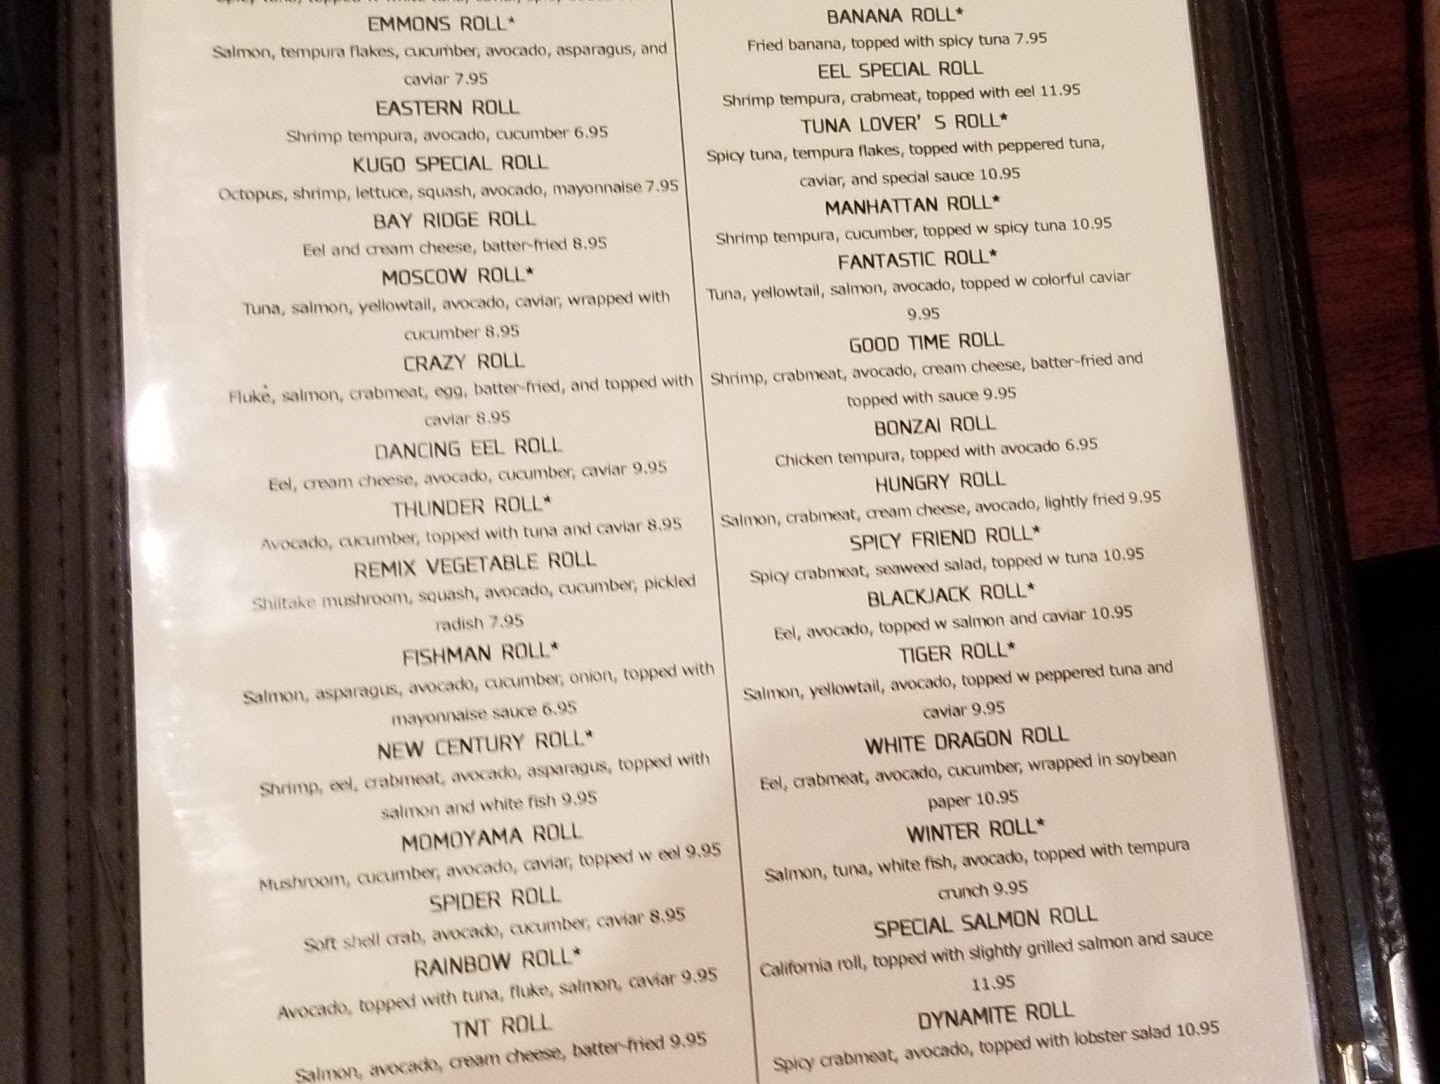 EMMONS ROLL*
Salmon, tempura flakes, cucumber, avocado, asparagus, and
caviar 7.95
EASTERN ROLL
Shrimp tempura, avocado, cucumber 6.95
KUGO SPECIAL ROLL
Octopus, shrimp, lettuce, squash, avocado, mayonnaise 7.95
BAY RIDGE ROLL
Eel and cream cheese, batter-fried 8.95
MOSCOW ROLL*
Tuna, salmon, yellowtail, avocado, caviar, wrapped with
cucumber 8.95
CRAZY ROLL
Fluke, salmon, crabmeat, egg, batter-fried, and topped with
caviar 8.95
DANCING EEL ROLL
Eel, cream cheese, avocado, cucumber, caviar 9.95
THUNDER ROLL*
Avocado, cucumber, topped with tuna and caviar 8.95
REMIX VEGETABLE ROLL
Shiitake mushroom, squash, avocado, cucumber, pickled
radish 7.95
FISHMAN ROLL*
Salmon, asparagus, avocado, cucumber, onion, topped with
mayonnaise sauce 6.95
NEW CENTURY ROLL*
Shrimp, eel, crabmeat, avocado, asparagus, topped with
salmon and white fish 9.95
MOMOYAMA ROLL
Mushroom, cucumber, avocado, caviar, topped w eel 9.95
SPIDER ROLL
Soft shell crab, avocado, cucumber, caviar 8.95
RAINBOW ROLL*
Avocado, topped with tuna, fluke, salmon, caviar 9.95
TNT ROLL
Salmon, avocado, cream cheese, batter-fried 9.95
BANANA ROLL*
Fried banana, topped with spicy tuna 7.95
EEL SPECIAL ROLL
Shrimp tempura, crabmeat, topped with eel 11.95
TUNA LOVER' S ROLL*
Spicy tuna, tempura flakes, topped with peppered tuna,
caviar, and special sauce 10.95
MANHATTAN ROLL*
Shrimp tempura, cucumber, topped w spicy tuna 10.95
FANTASTIC ROLL*
Tuna, yellowtail, salmon, avocado, topped w colorful caviar
9.95
GOOD TIME ROLL
Shrimp, crabmeat, avocado, cream cheese, batter-fried and
topped with sauce 9.95
BONZAI ROLL
Chicken tempura, topped with avocado 6.95
HUNGRY ROLL
Salmon, crabmeat, cream cheese, avocado, lightly fried 9.95
SPICY FRIEND ROLL*
Spicy crabmeat, seaweed salad, topped w tuna 10.95
BLACKJACK ROLL*
Eel, avocado, topped w salmon and caviar 10.95
TIGER ROLL*
Salmon, yellowtail, avocado, topped w peppered tuna and
caviar 9.95
WHITE DRAGON ROLL
Eel, crabmeat, avocado, cucumber, wrapped in soybean
paper 10.95
WINTER ROLL*
Salmon, tuna, white fish, avocado, topped with tempura
crunch 9.95
SPECIAL SALMON ROLL
California roll, topped with slightly grilled salmon and sauce
11.95
DYNAMITE ROLL
Spicy crabmeat, avocado, topped with lobster salad 10.95